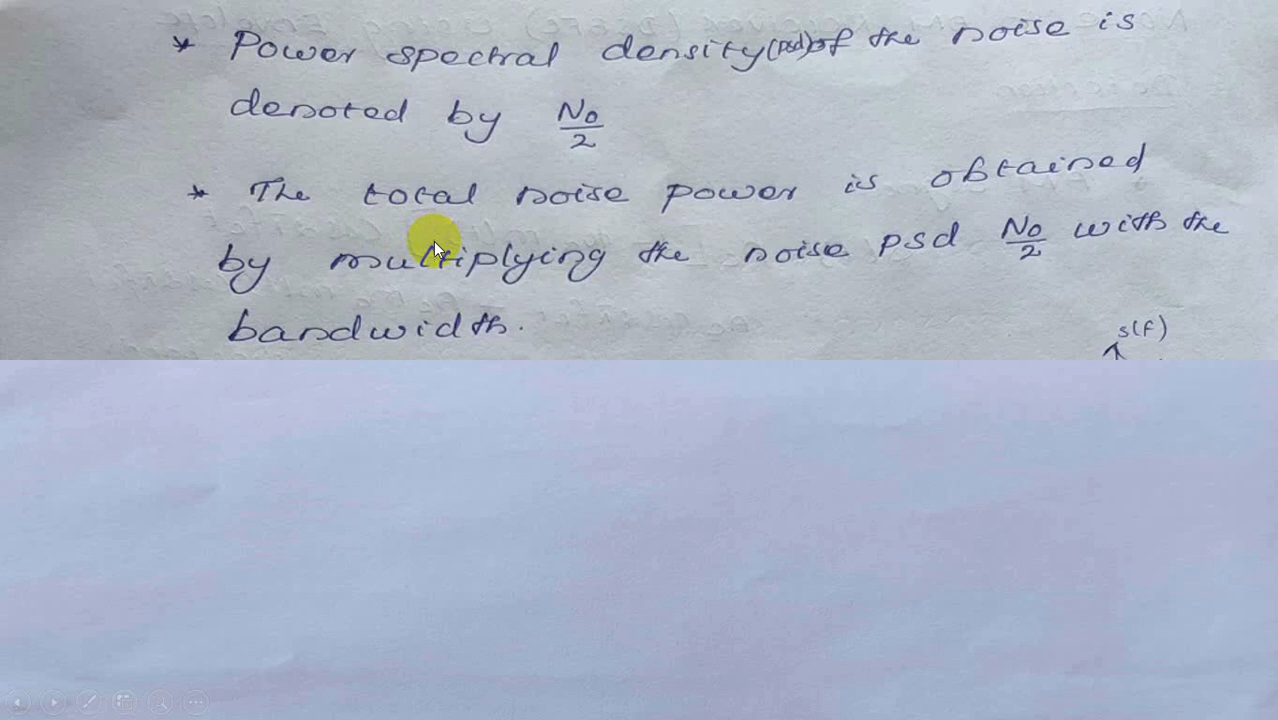 * Power spectral density(psd)of the noise is
denoted by No/2
* The total noise power is obtained
by multiplying the noise psd No/2 with the
bandwidth.
s(f)